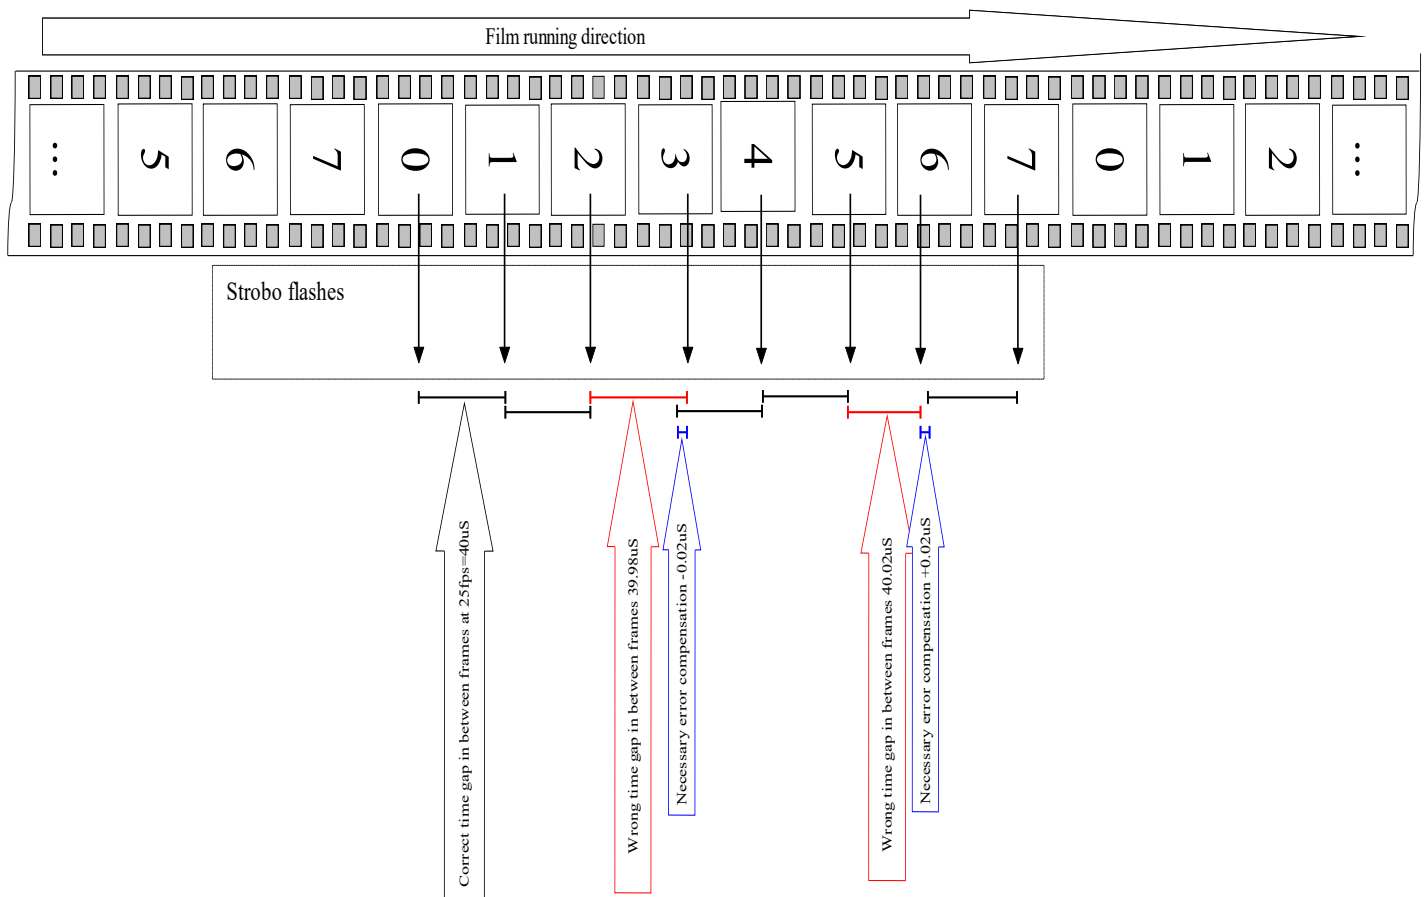 Film running direction
... 5 6 7 0 1 2 3 4 5 6 7 0 1 2 ...
Strobo flashes
Correct time gap in between frames at 25fps=40uS
Wrong time gap in between frames 39.98uS
Necessary error compensation -0.02uS
Wrong time gap in between frames 40.02uS
Necessary error compensation +0.02uS